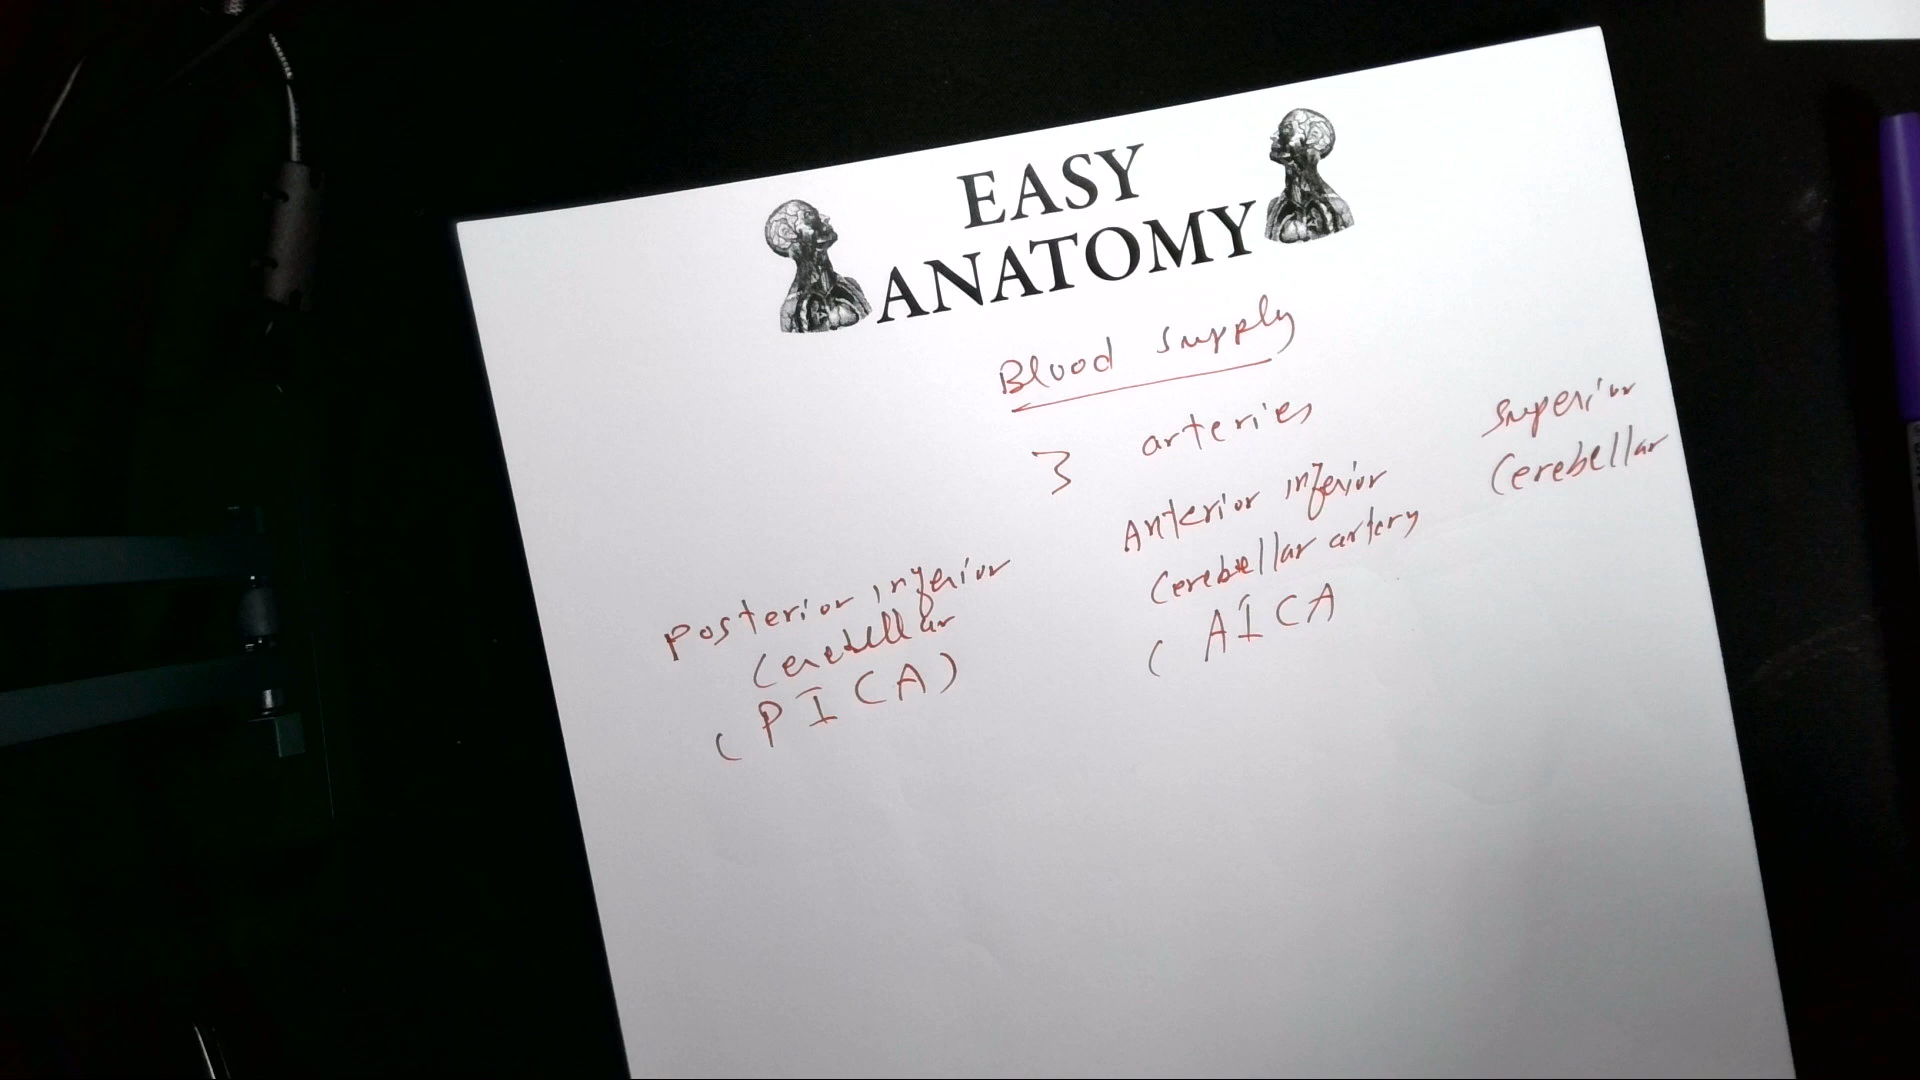 EASY
ANATOMY
Blood supply
3 arteries
Posterior inferior
Cerebellar
(PICA)
Anterior inferior
Cerebellar artery
(AICA
Superior
Cerebellar